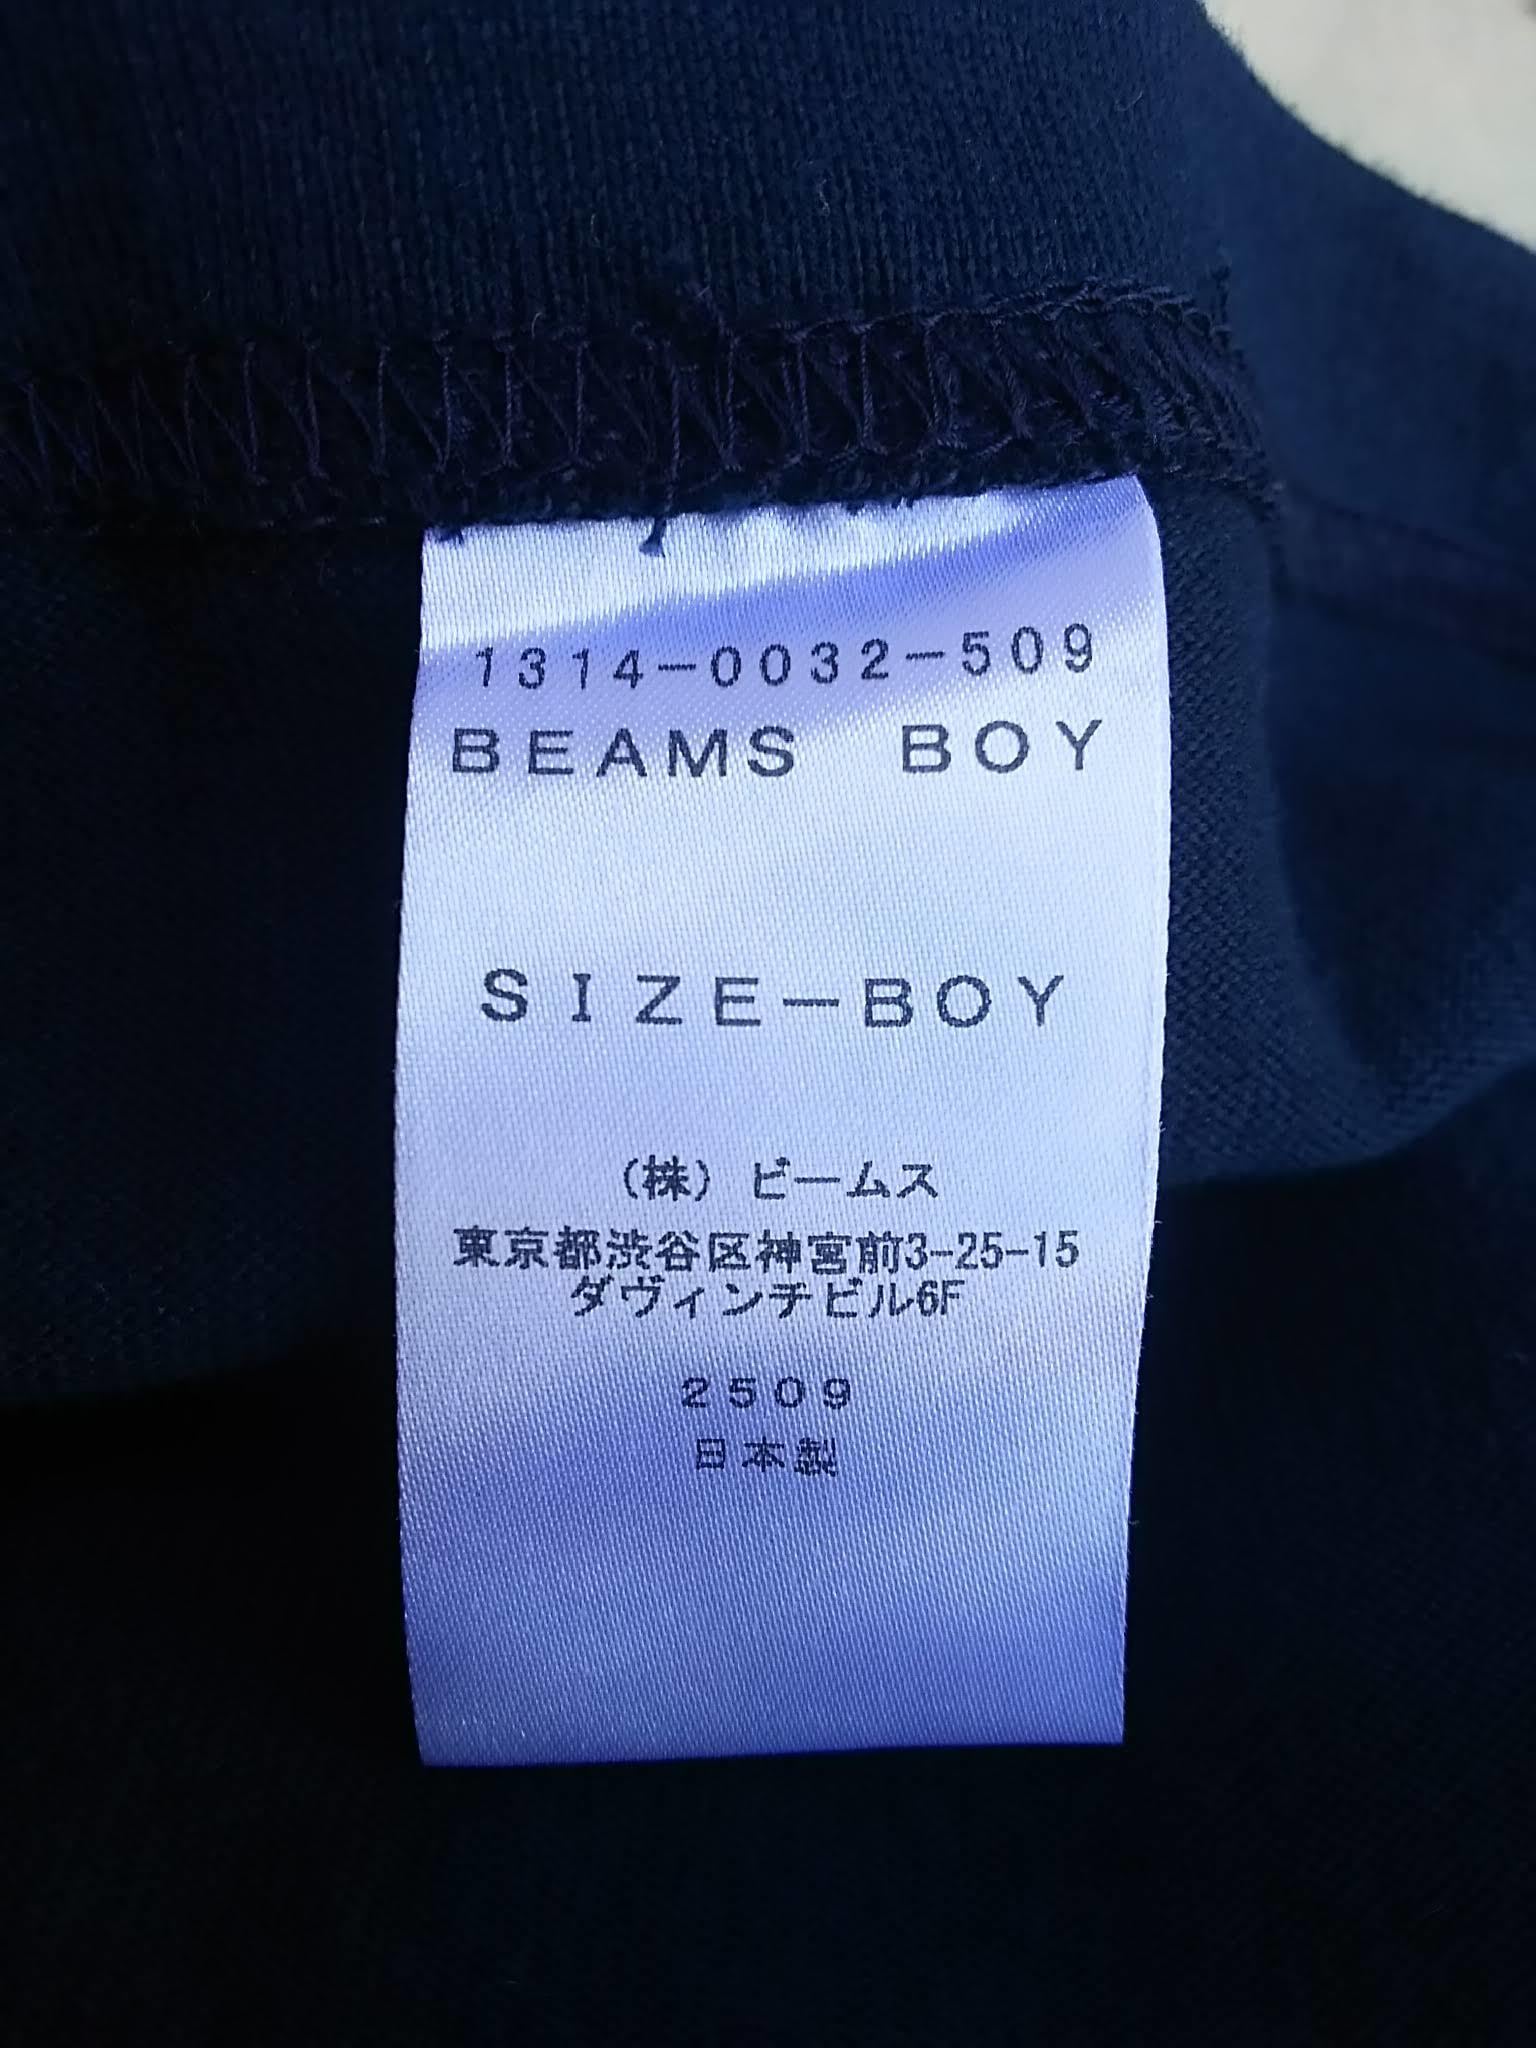 1314-0032-509
BEAMS BOY
SIZE-BOY
(株)ビームス
東京都渋谷区神宮前3-25-15
ダヴィンチビル6F
2509
日本製